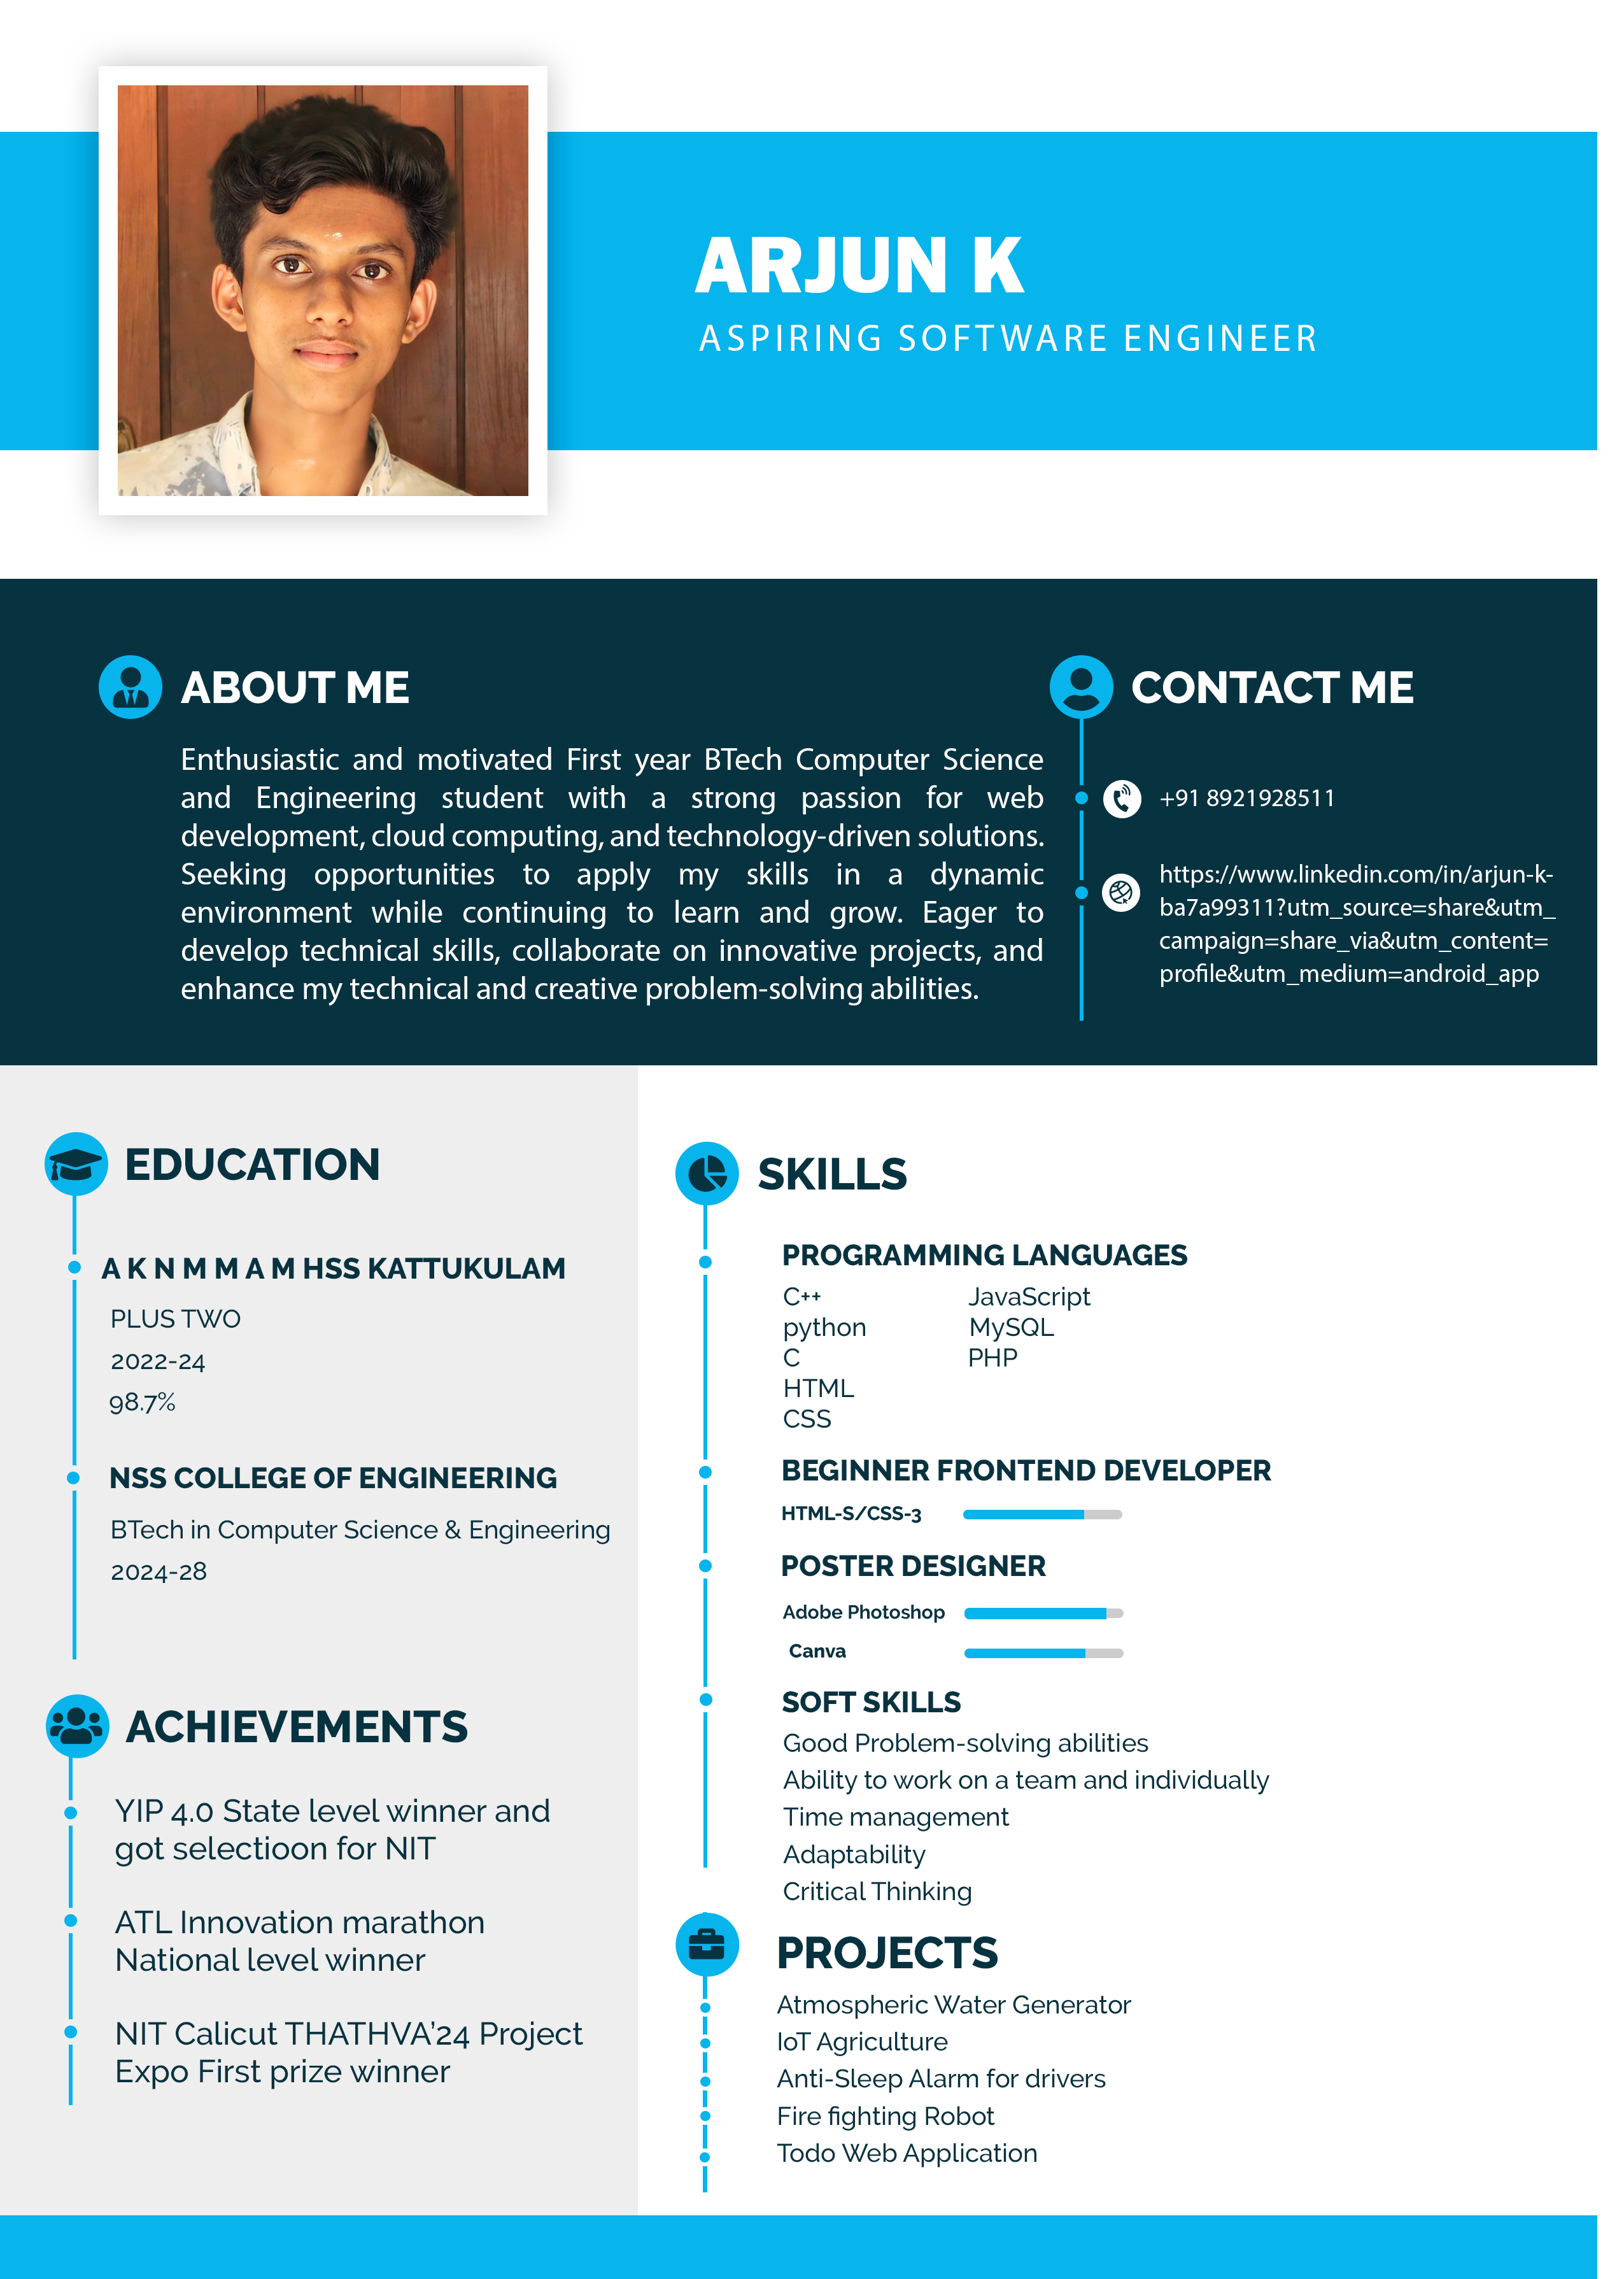 ARJUN K
ASPIRING SOFTWARE ENGINEER
ABOUT ME
Enthusiastic and motivated First year BTech Computer Science
and Engineering student with a strong passion for web
development, cloud computing, and technology-driven solutions.
Seeking opportunities to apply my skills in a dynamic
environment while continuing to learn and grow. Eager to
develop technical skills, collaborate on innovative projects, and
enhance my technical and creative problem-solving abilities.
CONTACT ME
+91 8921928511
https://www.linkedin.com/in/arjun-k-
ba7a99311?utm_source=share&utm_
campaign=share_via&utm_content=
profile&utm_medium=android_app
EDUCATION
A K N M M A M HSS KATTUKULAM
PLUS TWO
2022-24
98.7%
NSS COLLEGE OF ENGINEERING
BTech in Computer Science & Engineering
2024-28
ACHIEVEMENTS
YIP 4.0 State level winner and
got selectioon for NIT
ATL Innovation marathon
National level winner
NIT Calicut THATHVA’24 Project
Expo First prize winner
SKILLS
PROGRAMMING LANGUAGES
C++ JavaScript
python MySQL
C PHP
HTML
CSS
BEGINNER FRONTEND DEVELOPER
HTML-S/CSS-3
POSTER DESIGNER
Adobe Photoshop
Canva
SOFT SKILLS
Good Problem-solving abilities
Ability to work on a team and individually
Time management
Adaptability
Critical Thinking
PROJECTS
Atmospheric Water Generator
IoT Agriculture
Anti-Sleep Alarm for drivers
Fire fighting Robot
Todo Web Application